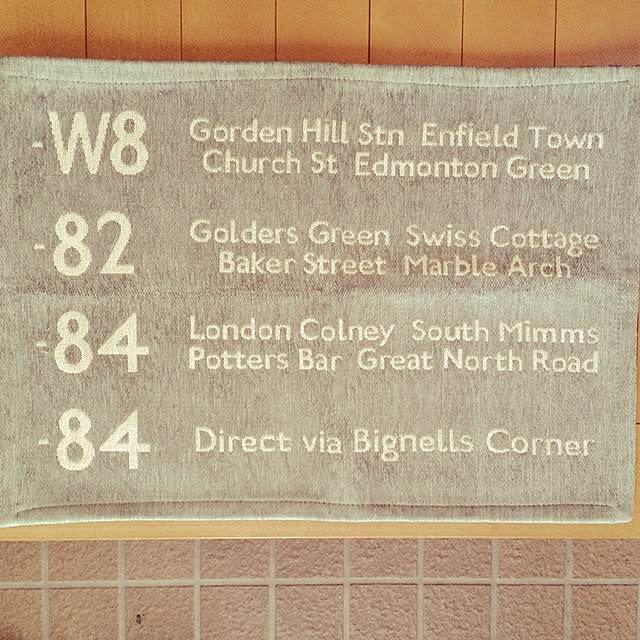 -W8 Gorden Hill Stn Enfield Town
Church St Edmonton Green
-82 Golders Green Swiss Cottage
Baker Street Marble Arch
-84 London Colney South Mimms
Potters Bar Great North Road
-84 Direct via Bignells Corner